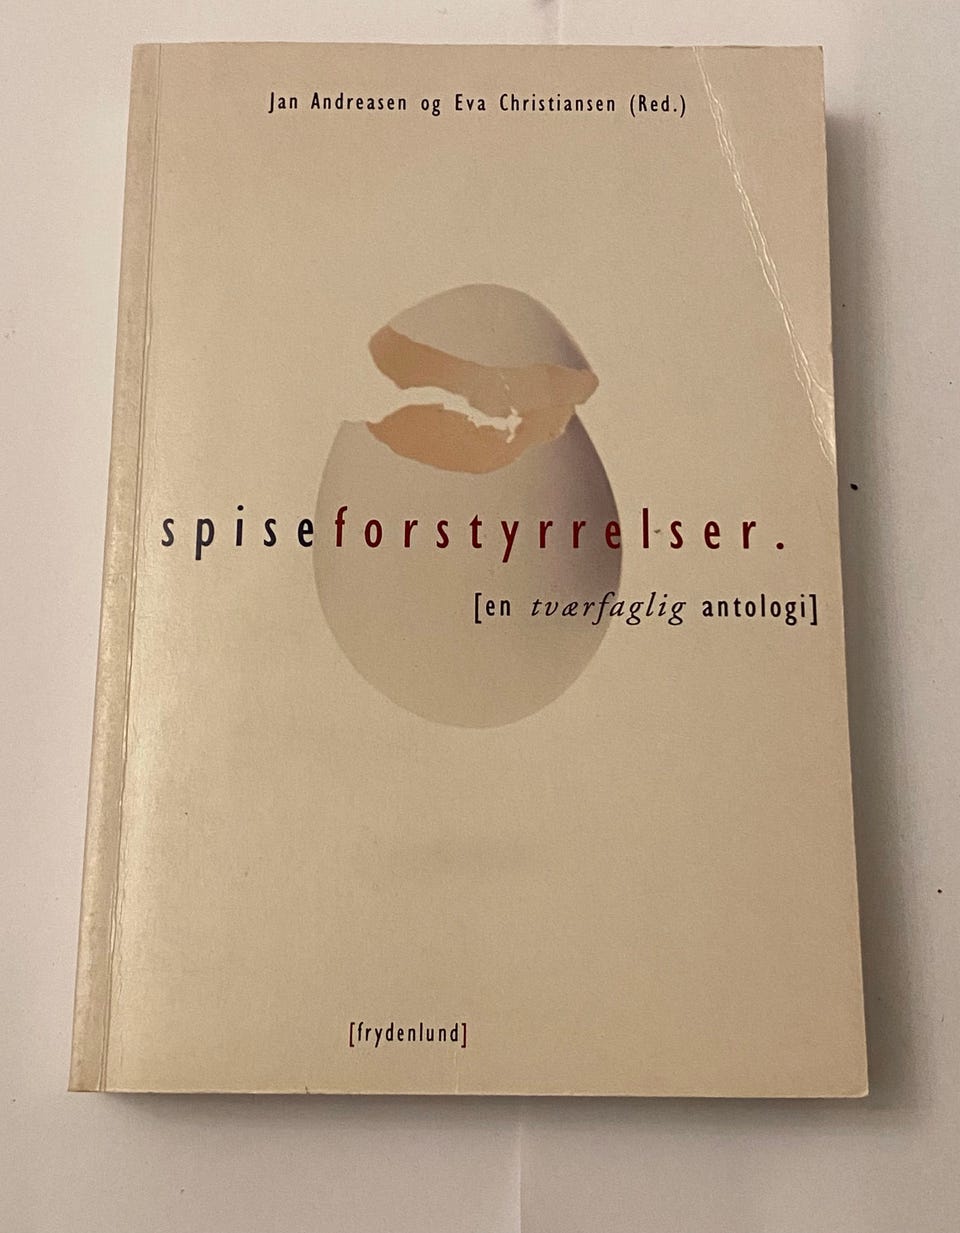 Jan Andreasen og Eva Christiansen (Red.)
spiseforstyrrelser.
[en tværfaglig antologi]
[frydenlund]